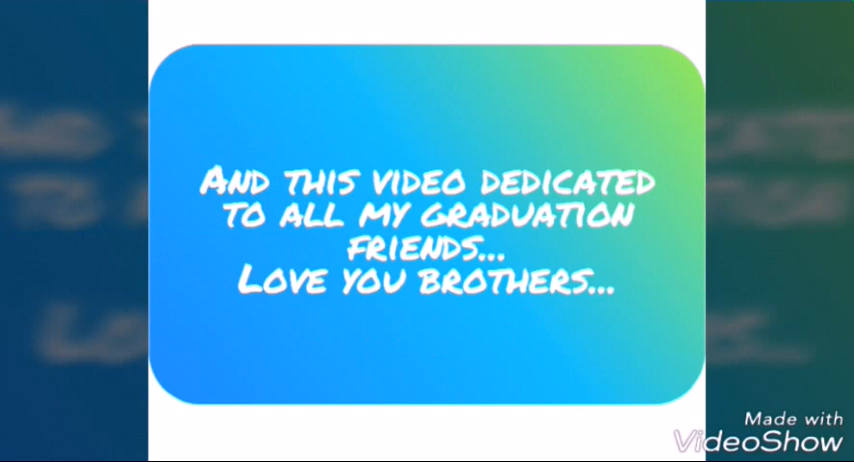 And this video dedicated
to all my graduation
friends...
Love you brothers...
Made with
VideoShow